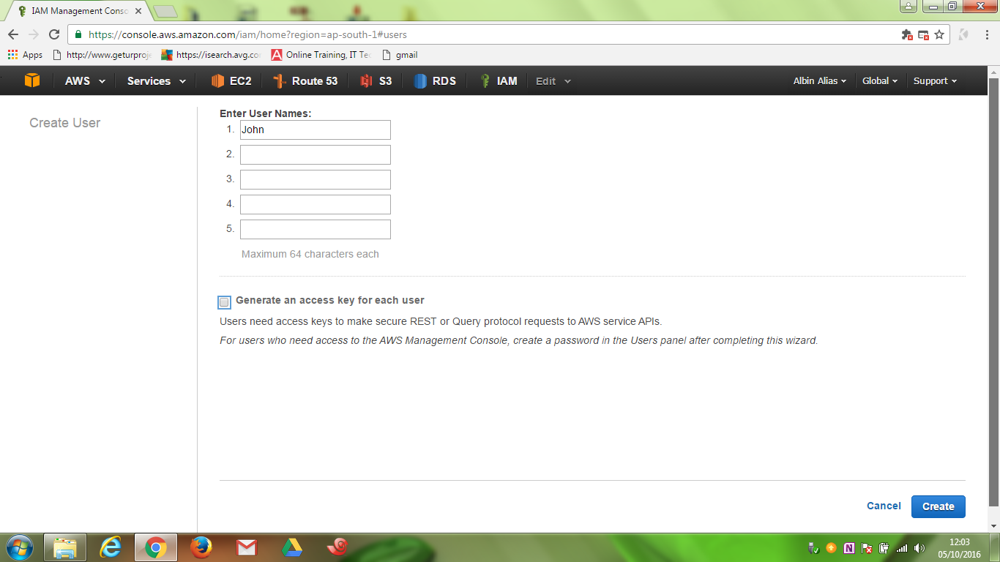 IAM Management Conso
https://console.aws.amazon.com/iam/home?region=ap-south-1#users
Apps http://www.geturproje https://isearch.avg.co Online Training, IT Te gmail
AWS Services EC2 Route 53 S3 RDS IAM Edit Albin Alias Global Support
Create User
Enter User Names:
1. John
2.
3.
4.
5.
Maximum 64 characters each
Generate an access key for each user
Users need access keys to make secure REST or Query protocol requests to AWS service APIs.
For users who need access to the AWS Management Console, create a password in the Users panel after completing this wizard.
Cancel Create
12:03
05/10/2016